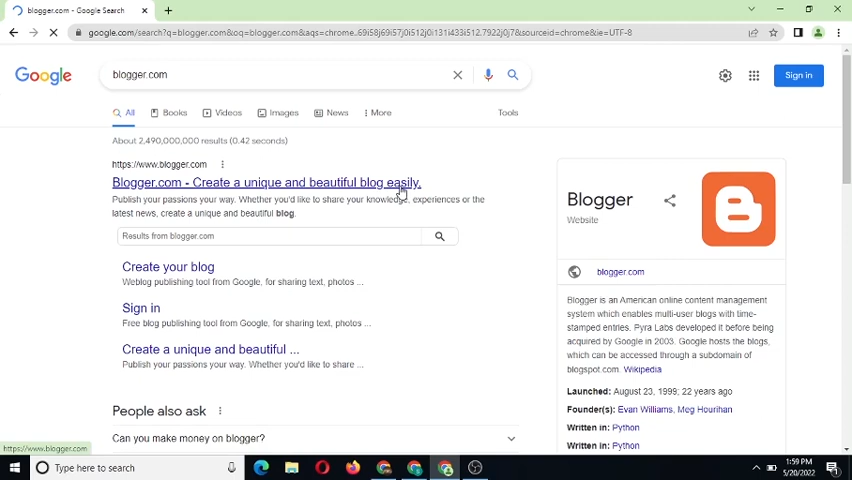 blogger.com - Google Search
google.com/search?q=blogger.com&oq=blogger.com&aqs=chrome..69i58j69i57j0i512j0i131i433i512.7922j0j7&sourceid=chrome&ie=UTF-8
Google
blogger.com
Sign in
All
Books
Videos
Images
News
More
Tools
About 2,490,000,000 results (0.42 seconds)
https://www.blogger.com
Blogger.com - Create a unique and beautiful blog easily.
Publish your passions your way. Whether you'd like to share your knowledge, experiences or the
latest news, create a unique and beautiful blog.
Results from blogger.com
Create your blog
Weblog publishing tool from Google, for sharing text, photos ...
Sign in
Free blog publishing tool from Google, for sharing text, photos ...
Create a unique and beautiful ...
Publish your passions your way. Whether you'd like to share ...
People also ask
Can you make money on blogger?
Blogger
Website
blogger.com
Blogger is an American online content management
system which enables multi-user blogs with time-
stamped entries. Pyra Labs developed it before being
acquired by Google in 2003. Google hosts the blogs,
which can be accessed through a subdomain of
blogspot.com. Wikipedia
Launched: August 23, 1999; 22 years ago
Founder(s): Evan Williams, Meg Hourihan
Written in: Python
Written in: Python
https://www.blogger.com
Type here to search
1:59 PM
5/20/2022